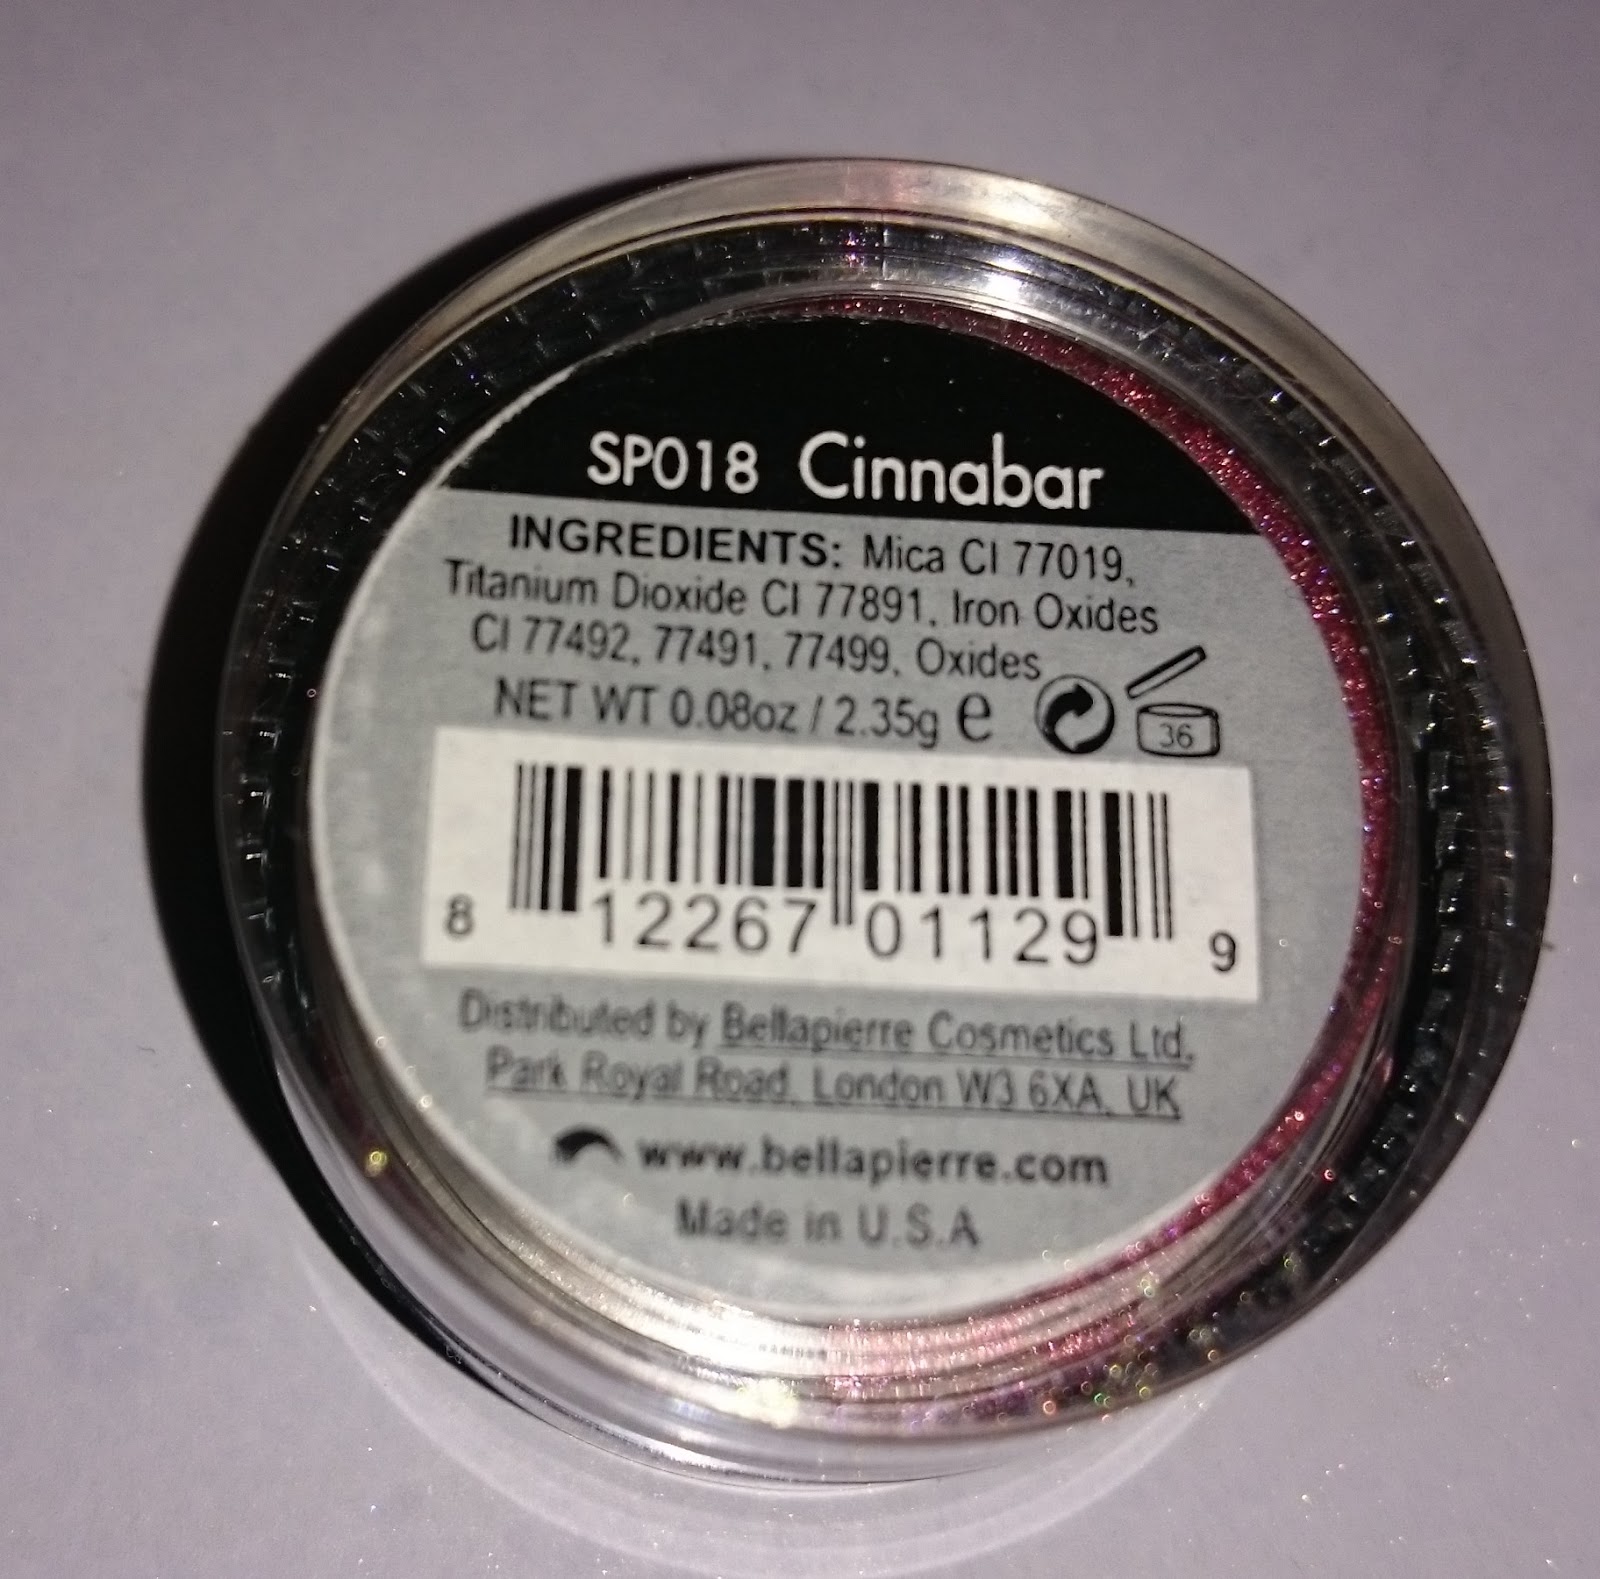 SP018 Cinnabar
INGREDIENTS: Mica CI 77019,
Titanium Dioxide CI 77891, Iron Oxides
CI 77492, 77491, 77499, Oxides
NET WT 0.08oz / 2.35g e
36
8 12267 01129 9
Distributed by Bellapierre Cosmetics Ltd.
Park Royal Road, London W3 6XA, UK
www.bellapierre.com
Made in U.S.A